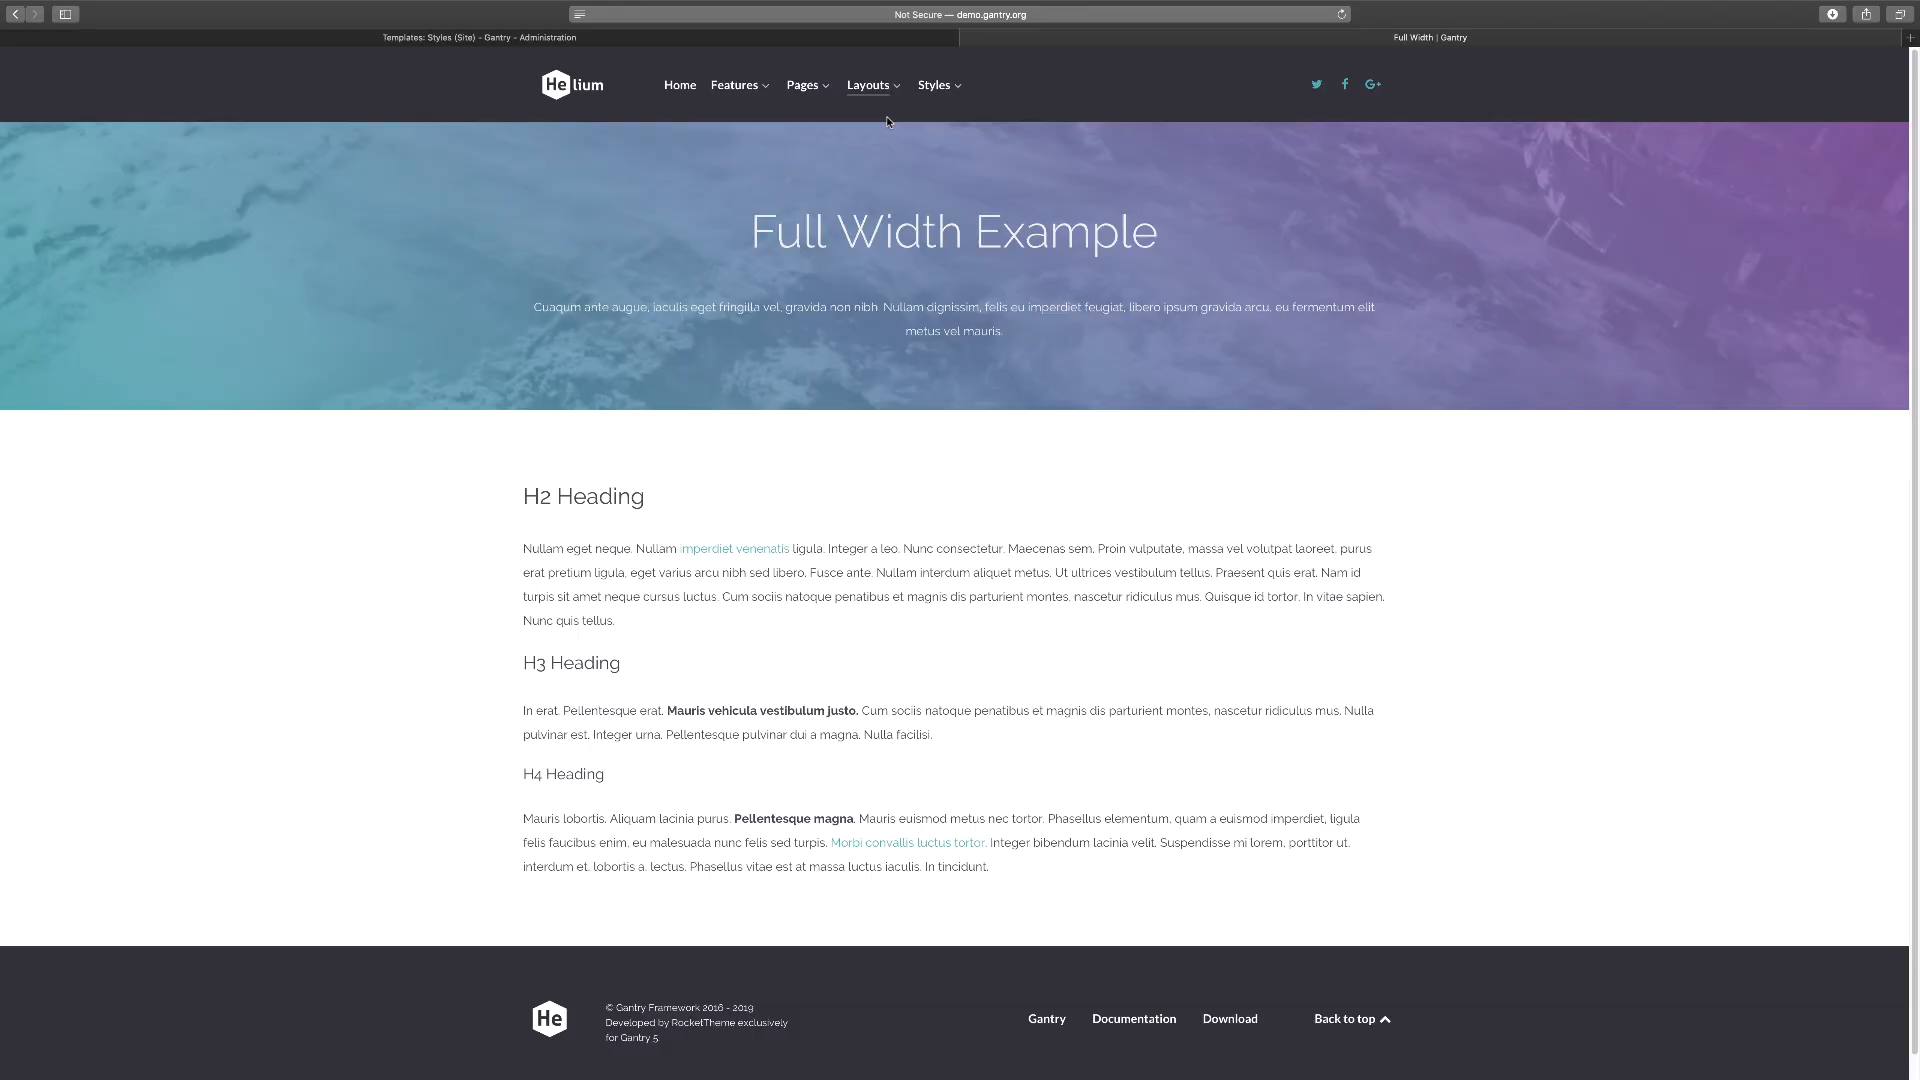 Not Secure — demo.gantry.org
Templates: Styles (Site) - Gantry - Administration
Full Width | Gantry
Helium
Home
Features
Pages
Layouts
Styles
Full Width Example
Cuaqum ante augue, iaculis eget fringilla vel, gravida non nibh. Nullam dignissim, felis eu imperdiet feugiat, libero ipsum gravida arcu, eu fermentum elit
metus vel mauris.
H2 Heading
Nullam eget neque. Nullam imperdiet venenatis ligula. Integer a leo. Nunc consectetur. Maecenas sem. Proin vulputate, massa vel volutpat laoreet, purus
erat pretium ligula, eget varius arcu nibh sed libero. Fusce ante. Nullam interdum aliquet metus. Ut ultrices vestibulum tellus. Praesent quis erat. Nam id
turpis sit amet neque cursus luctus. Cum sociis natoque penatibus et magnis dis parturient montes, nascetur ridiculus mus. Quisque id tortor. In vitae sapien.
Nunc quis tellus.
H3 Heading
In erat. Pellentesque erat. Mauris vehicula vestibulum justo. Cum sociis natoque penatibus et magnis dis parturient montes, nascetur ridiculus mus. Nulla
pulvinar est. Integer urna. Pellentesque pulvinar dui a magna. Nulla facilisi.
H4 Heading
Mauris lobortis. Aliquam lacinia purus. Pellentesque magna. Mauris euismod metus nec tortor. Phasellus elementum, quam a euismod imperdiet, ligula
felis faucibus enim, eu malesuada nunc felis sed turpis. Morbi convallis luctus tortor. Integer bibendum lacinia velit. Suspendisse mi lorem, porttitor ut,
interdum et, lobortis a, lectus. Phasellus vitae est at massa luctus iaculis. In tincidunt.
He
© Gantry Framework 2016 - 2019
Developed by RocketTheme exclusively
for Gantry 5.
Gantry
Documentation
Download
Back to top